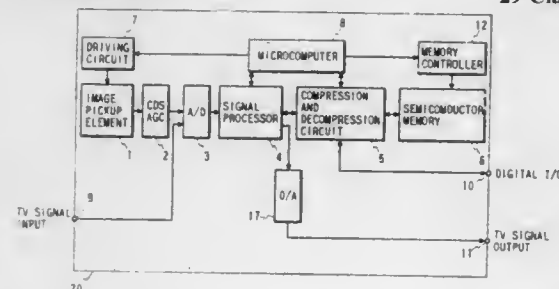 7
8
12
DRIVING
CIRCUIT
MICROCOMPUTER
MEMORY
CONTROLLER
IMAGE
PICKUP
ELEMENT
CDS
AGC
A/D
SIGNAL
PROCESSOR
COMPRESSION
AND
DECOMPRESSION
CIRCUIT
SEMICONDUCTOR
MEMORY
1
2
3
4
5
6
10
DIGITAL I/O
9
D/A
17
TV SIGNAL
INPUT
TV SIGNAL
OUTPUT
11
20